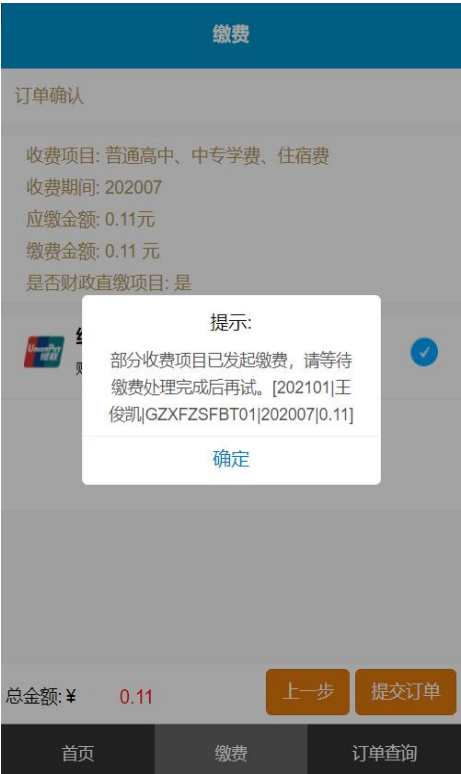 缴费
订单确认
收费项目: 普通高中、中专学费、住宿费
收费期间: 202007
应缴金额: 0.11元
缴费金额: 0.11 元
是否财政直缴项目: 是
提示:
部分收费项目已发起缴费，请等待
缴费处理完成后再试。[202101|王
俊凯|GZXFZSFBT01|202007|0.11]
确定
UnionPay
银联
总金额:¥ 0.11
上一步
提交订单
首页
缴费
订单查询